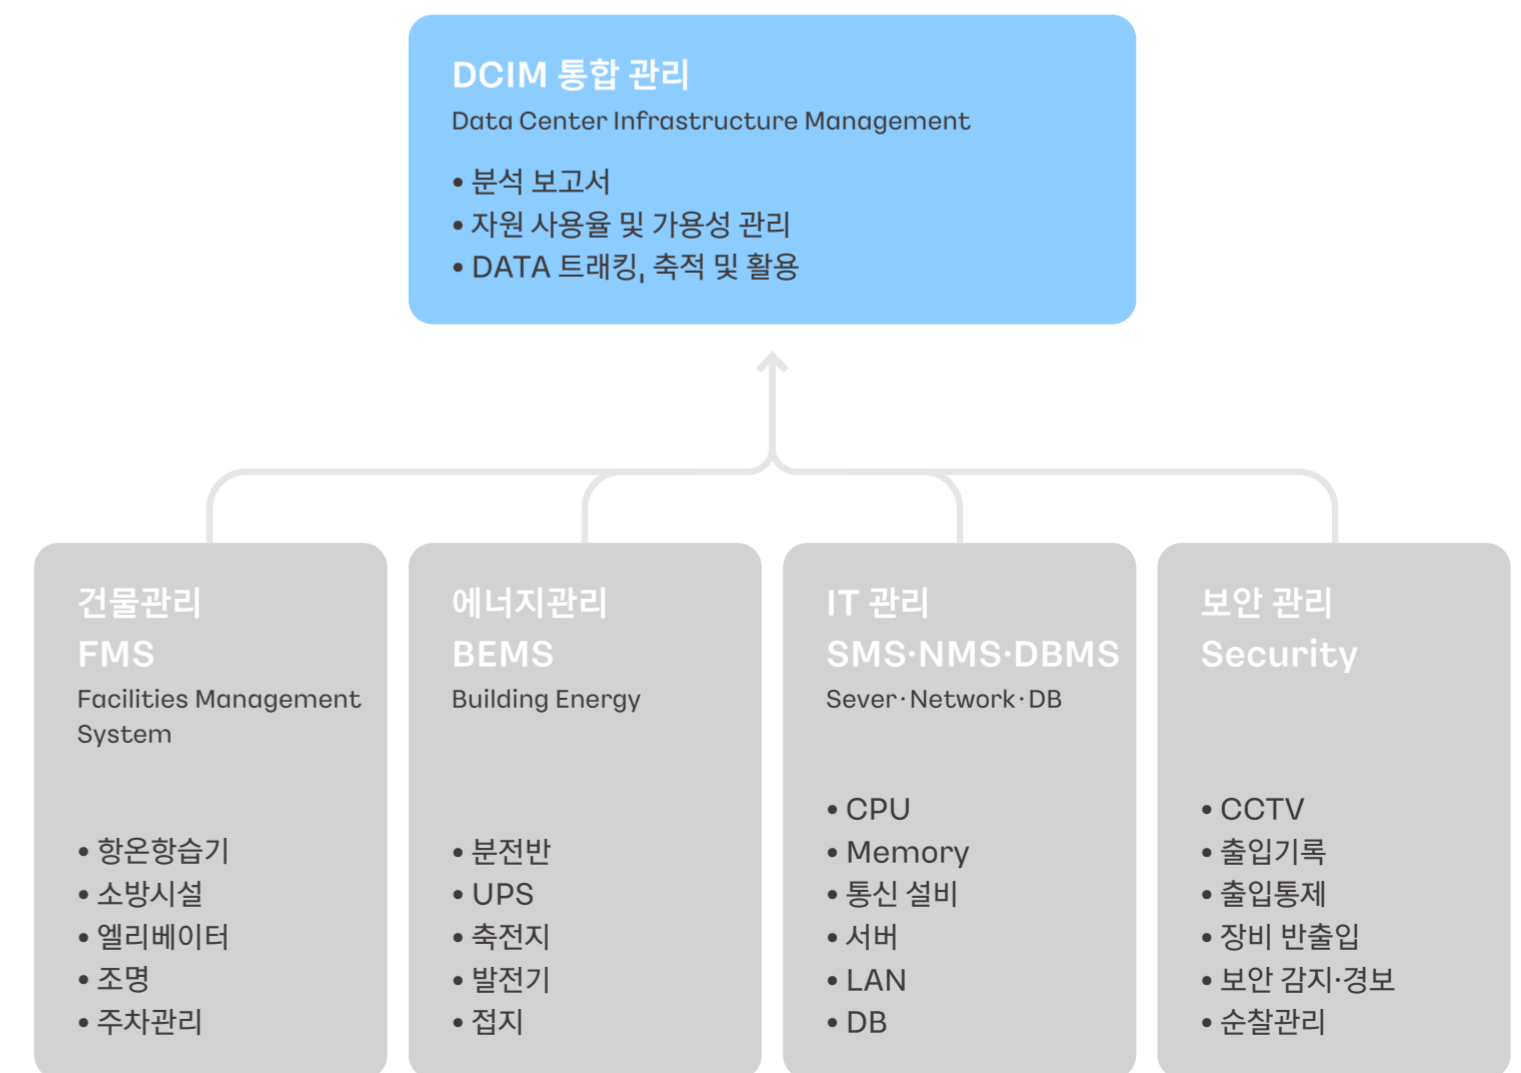 DCIM 통합 관리
Data Center Infrastructure Management
• 분석 보고서
• 자원 사용율 및 가용성 관리
• DATA 트래킹, 축적 및 활용
건물관리
FMS
Facilities Management
System
• 항온항습기
• 소방시설
• 엘리베이터
• 조명
• 주차관리
에너지관리
BEMS
Building Energy
• 분전반
• UPS
• 축전지
• 발전기
• 접지
IT 관리
SMS·NMS·DBMS
Sever·Network·DB
• CPU
• Memory
• 통신 설비
• 서버
• LAN
• DB
보안 관리
Security
• CCTV
• 출입기록
• 출입통제
• 장비 반출입
• 보안 감지·경보
• 순찰관리